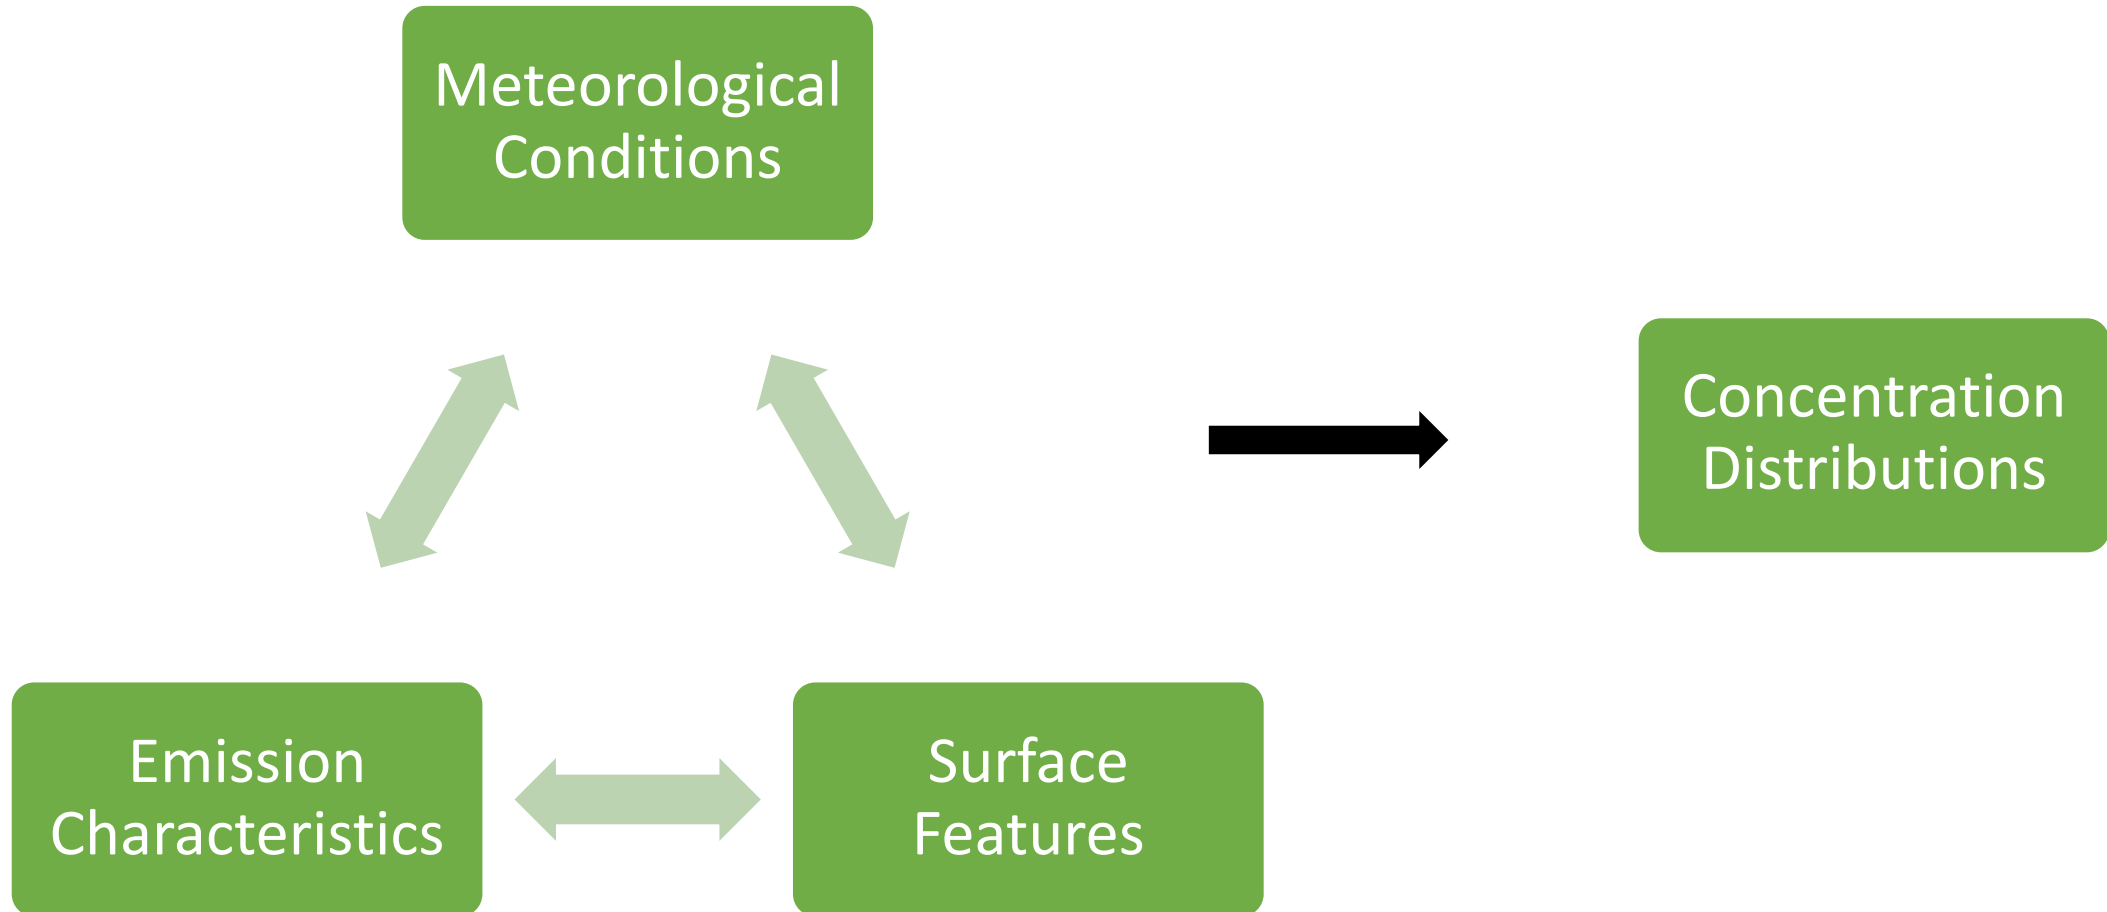 Meteorological
Conditions
Concentration
Distributions
Emission
Characteristics
Surface
Features